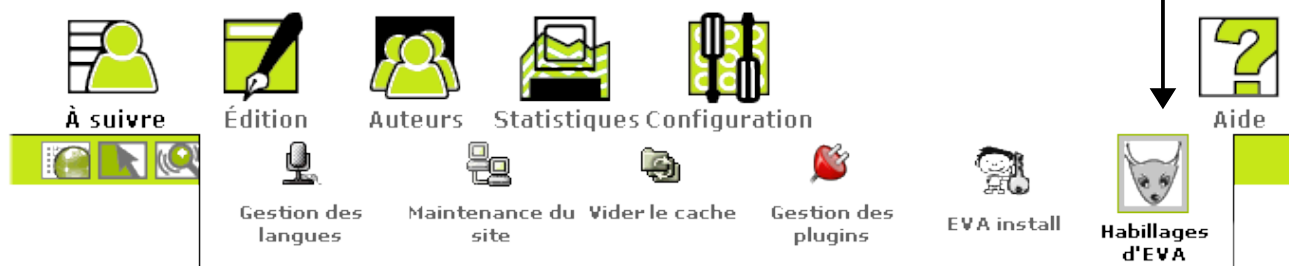 À suivre
Édition
Auteurs
Statistiques
Configuration
Aide
Gestion des
langues
Maintenance du
site
Vider le cache
Gestion des
plugins
EVA install
Habillages
d'EVA